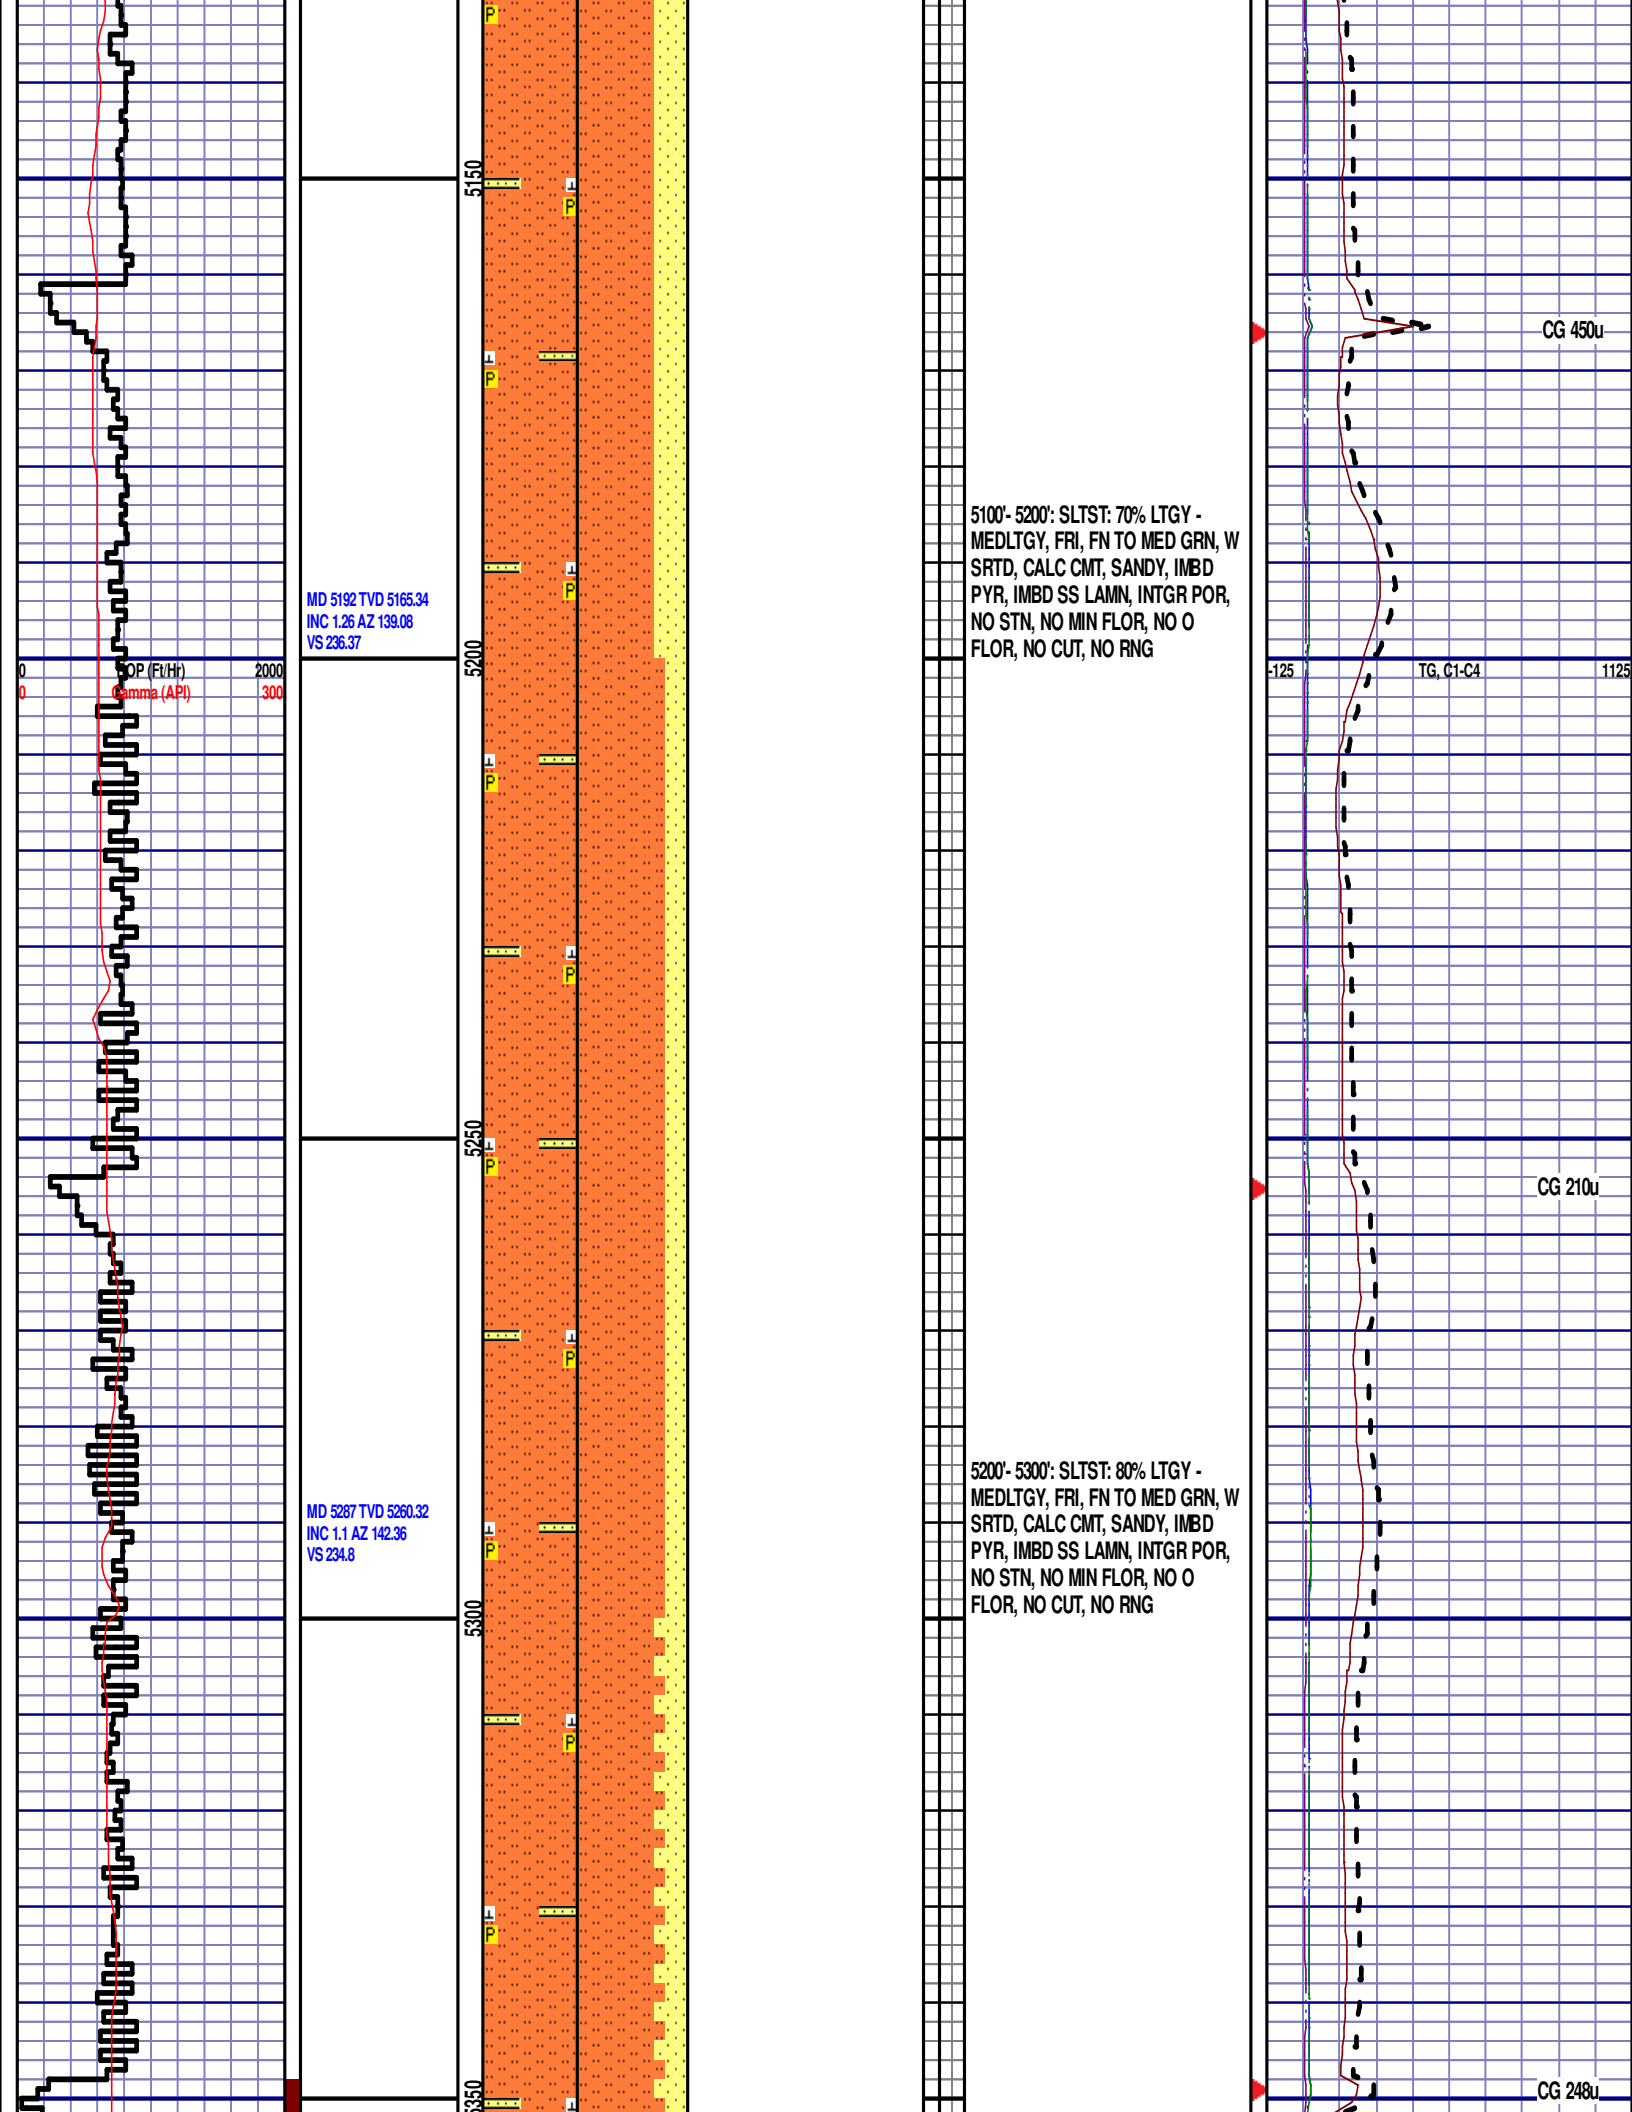 P
5150
P
CG 450u
P
5100'- 5200': SLTST: 70% LTGY -
MEDLTGY, FRI, FN TO MED GRN, W
SRTD, CALC CMT, SANDY, IMBD
PYR, IMBD SS LAMN, INTGR POR,
NO STN, NO MIN FLOR, NO O
FLOR, NO CUT, NO RNG
P
MD 5192 TVD 5165.34
INC 1.26 AZ 139.08
VS 236.37
5200
0 OP (Ft/Hr) 2000
0 Gamma (API) 300
-125 TG, C1-C4 1125
P
P
5250
P
CG 210u
P
5200'- 5300': SLTST: 80% LTGY -
MEDLTGY, FRI, FN TO MED GRN, W
SRTD, CALC CMT, SANDY, IMBD
PYR, IMBD SS LAMN, INTGR POR,
NO STN, NO MIN FLOR, NO O
FLOR, NO CUT, NO RNG
MD 5287 TVD 5260.32
INC 1.1 AZ 142.36
VS 234.8
P
5300
P
P
CG 248u
5350